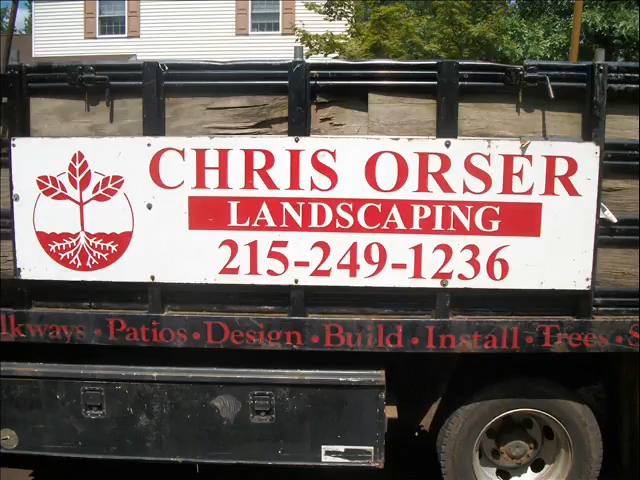 CHRIS ORSER
LANDSCAPING
215-249-1236
lkways • Patios • Design • Build • Install • Trees • S